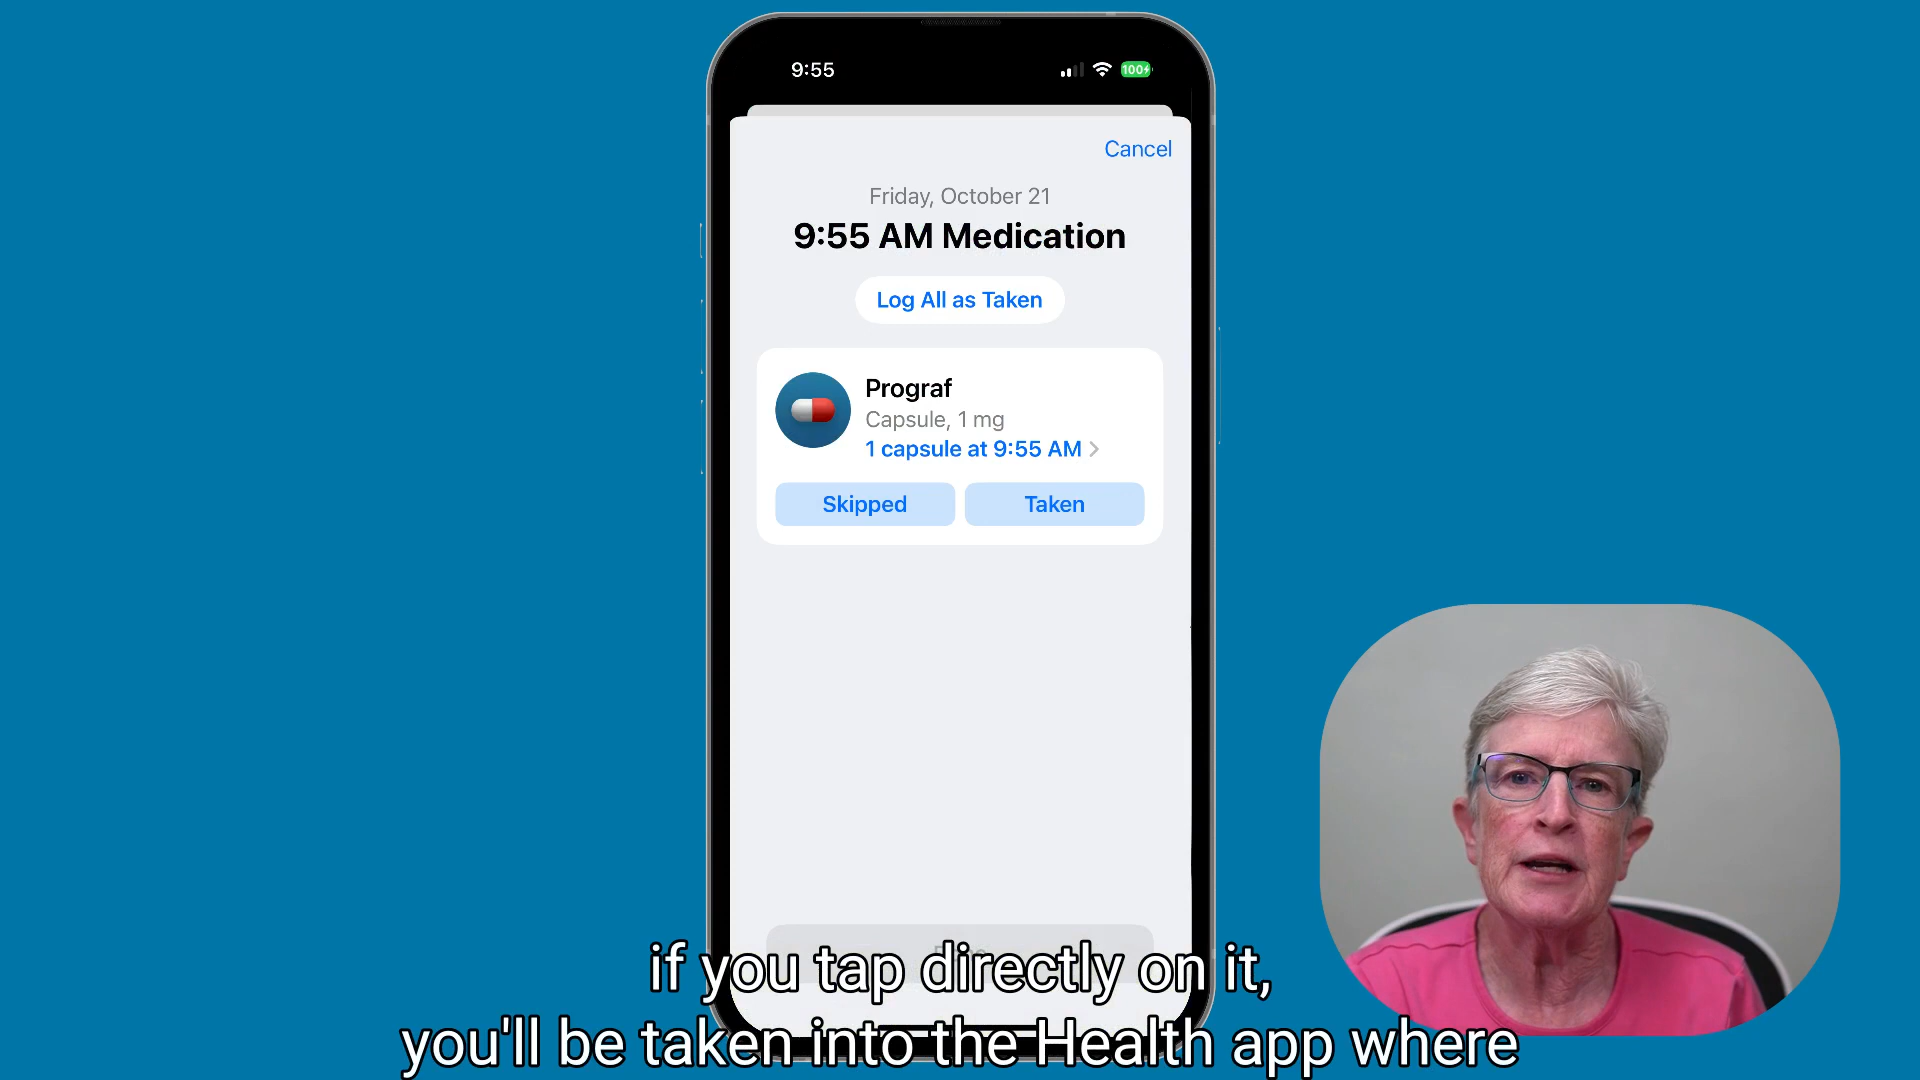 9:55
100
Cancel
Friday, October 21
9:55 AM Medication
Log All as Taken
Prograf
Capsule, 1 mg
1 capsule at 9:55 AM
Skipped
Taken
if you tap directly on it,
you'll be taken into the Health app where